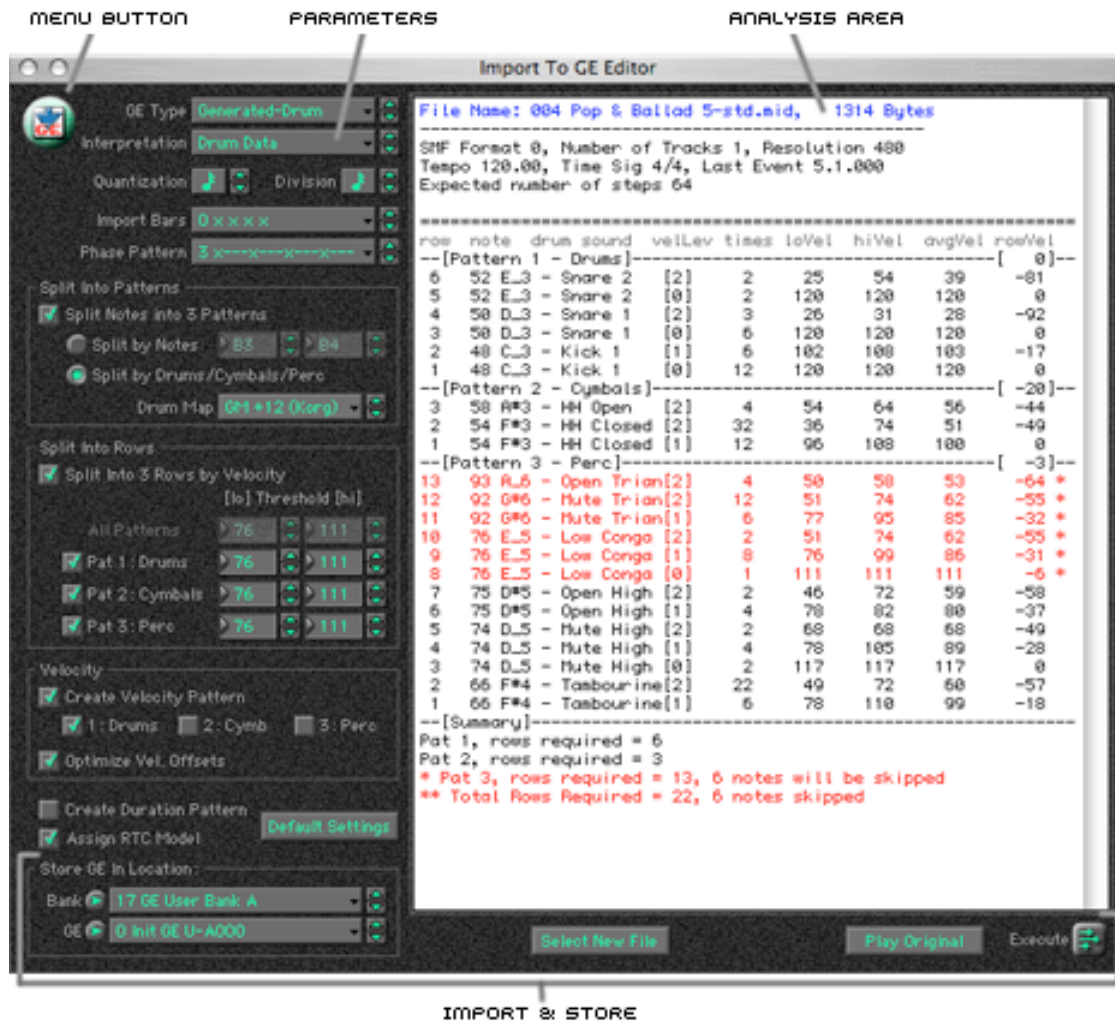 MENU BUTTON PARAMETERS ANALYSIS AREA
Import To GE Editor
GE
GE Type Generated-Drum
Interpretation Drum Data
Quantization Division
Import Bars 0 x x x x
Phase Pattern 3 x---x---x---x---
Split Into Patterns
Split Notes into 3 Patterns
Split by Notes B3 B4
Split by Drums/Cymbals/Perc
Drum Map GM +12 (Korg)
Split Into Rows
Split Into 3 Rows by Velocity
[lo] Threshold [hi]
All Patterns 76 111
Pat 1 : Drums 76 111
Pat 2 : Cymbals 76 111
Pat 3 : Perc 76 111
Velocity
Create Velocity Pattern
1 : Drums 2 : Cymb 3 : Perc
Optimize Vel. Offsets
Create Duration Pattern
Assign RTC Model
Default Settings
Store GE In Location:
Bank 17 GE User Bank A
GE 0 Init GE U-A000
File Name: 004 Pop & Ballad 5-std.mid, 1314 Bytes
SMF Format 0, Number of Tracks 1, Resolution 480
Tempo 120.00, Time Sig 4/4, Last Event 5.1.000
Expected number of steps 64
row note drum sound velLev times loVel hiVel avgVel rowVel
--[Pattern 1 - Drums]--[ 0]--
6 52 E_3 - Snare 2 [2] 2 25 54 39 -81
5 52 E_3 - Snare 2 [0] 2 120 120 120 0
4 50 D_3 - Snare 1 [2] 3 26 31 28 -92
3 50 D_3 - Snare 1 [0] 6 120 120 120 0
2 48 C_3 - Kick 1 [1] 6 102 108 103 -17
1 48 C_3 - Kick 1 [0] 12 120 120 120 0
--[Pattern 2 - Cymbals]--[ -20]--
3 58 A#3 - HH Open [2] 4 54 64 56 -44
2 54 F#3 - HH Closed [2] 32 36 74 51 -49
1 54 F#3 - HH Closed [1] 12 96 108 100 0
--[Pattern 3 - Perc]--[ -3]--
13 93 A_6 - Open Trian[2] 4 50 58 53 -64 *
12 92 G#6 - Mute Trian[2] 12 51 74 62 -55 *
11 92 G#6 - Mute Trian[1] 6 77 95 85 -32 *
10 76 E_5 - Low Conga [2] 2 51 74 62 -55 *
9 76 E_5 - Low Conga [1] 8 76 99 86 -31 *
8 76 E_5 - Low Conga [0] 1 111 111 111 -6 *
7 75 D#5 - Open High [2] 2 46 72 59 -58
6 75 D#5 - Open High [1] 4 78 82 80 -37
5 74 D_5 - Mute High [2] 2 68 68 68 -49
4 74 D_5 - Mute High [1] 4 78 105 89 -28
3 74 D_5 - Mute High [0] 2 117 117 117 0
2 66 F#4 - Tambourine[2] 22 49 72 60 -57
1 66 F#4 - Tambourine[1] 6 78 110 99 -18
--[Summary]--
Pat 1, rows required = 6
Pat 2, rows required = 3
* Pat 3, rows required = 13, 6 notes will be skipped
** Total Rows Required = 22, 6 notes skipped
Select New File Play Original Execute
IMPORT & STORE